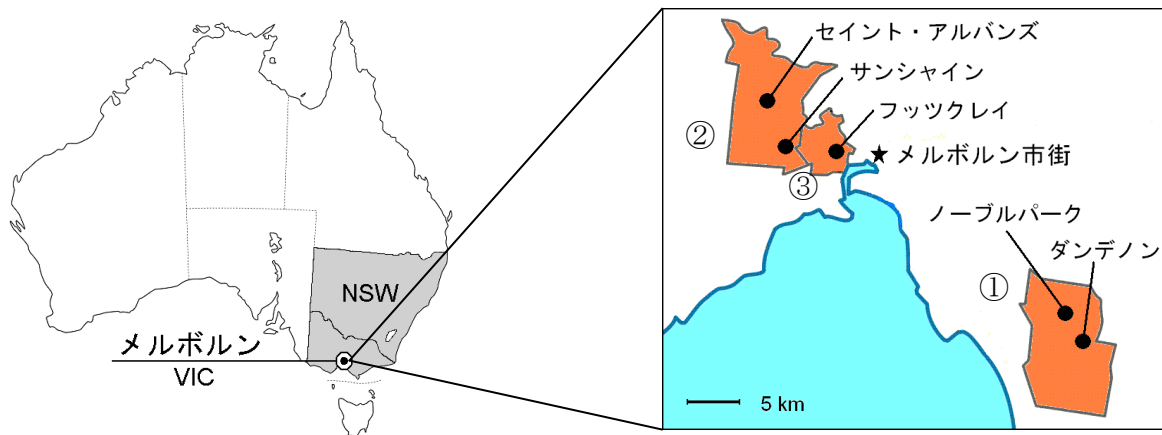 NSW
メルボルン
VIC
セイント・アルバンズ
サンシャイン
フッツクレイ
②
★メルボルン市街
③
ノーブルパーク
ダンデノン
①
5 km